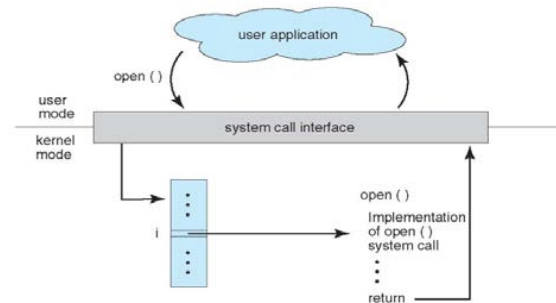 user application
open ( )
user
mode
system call interface
kernel
mode
i
open ( )
Implementation
of open ( )
system call
return